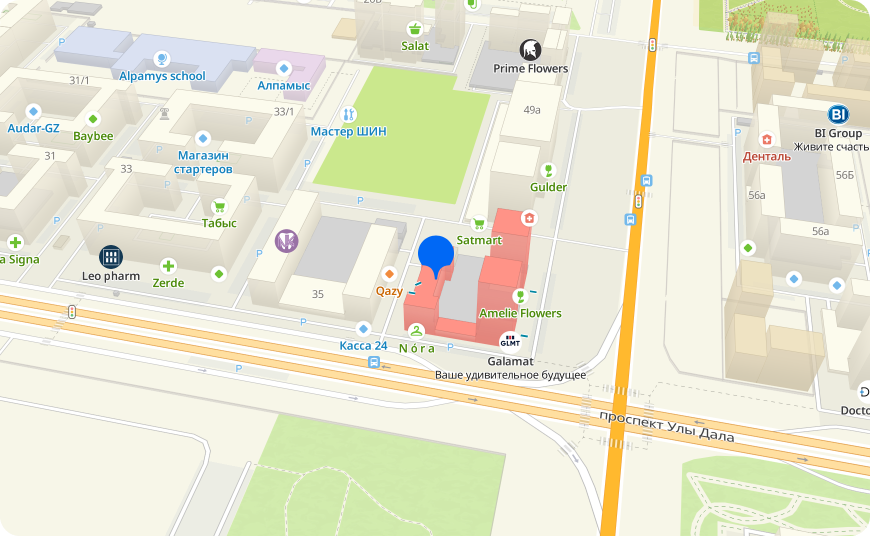 20Б
Salat
Prime Flowers
Alpamys school
31/1
Алпамыс
49а
BI
BI Group
Живите счасть
Audar-GZ
Baybee
33/1
Мастер ШИН
Магазин
стартеров
Денталь
31
33
Gulder
56а
56Б
Табыс
Satmart
56а
a Signa
Leo pharm
Zerde
35
Qazy
Amelie Flowers
Касса 24
Nóra
GLMT
Galamat
Ваше удивительное будущее
P
P
P
P
P
P
P
P
P
P
Docto
проспект Улы Дала